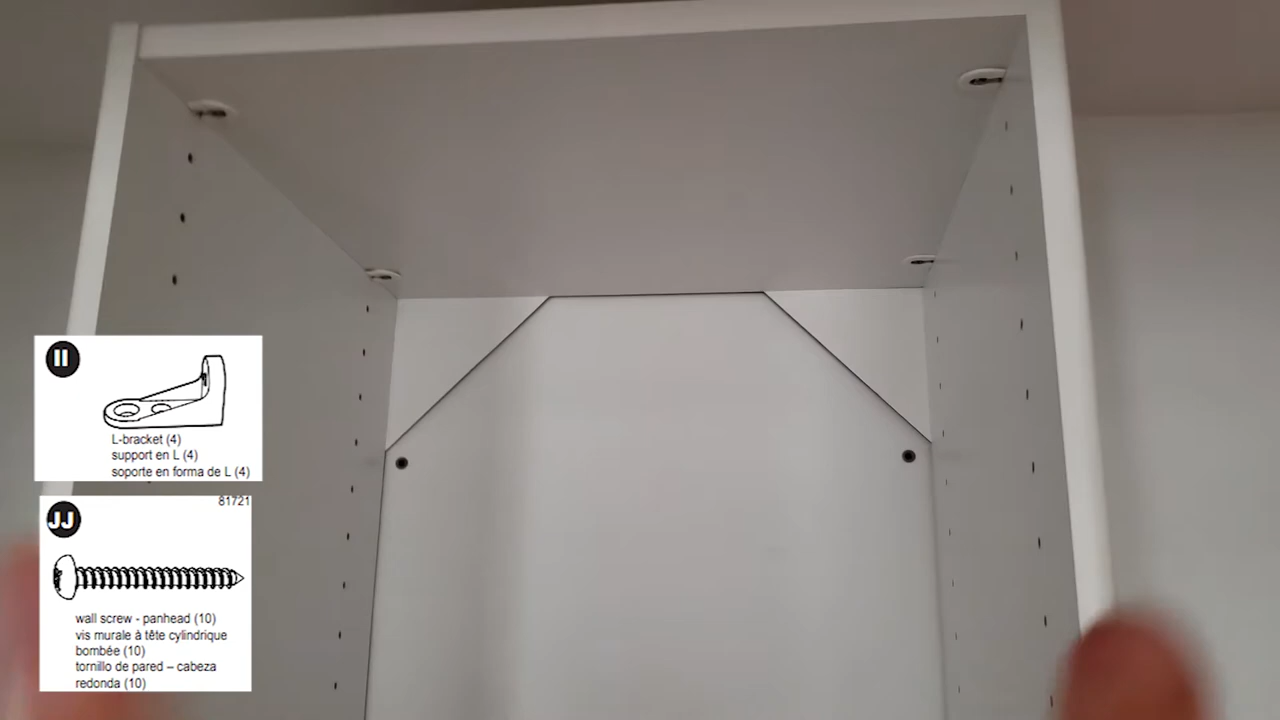 II
L-bracket (4)
support en L (4)
soporte en forma de L (4)
81721
JJ
wall screw - panhead (10)
vis murale à tête cylindrique
bombée (10)
tornillo de pared – cabeza
redonda (10)